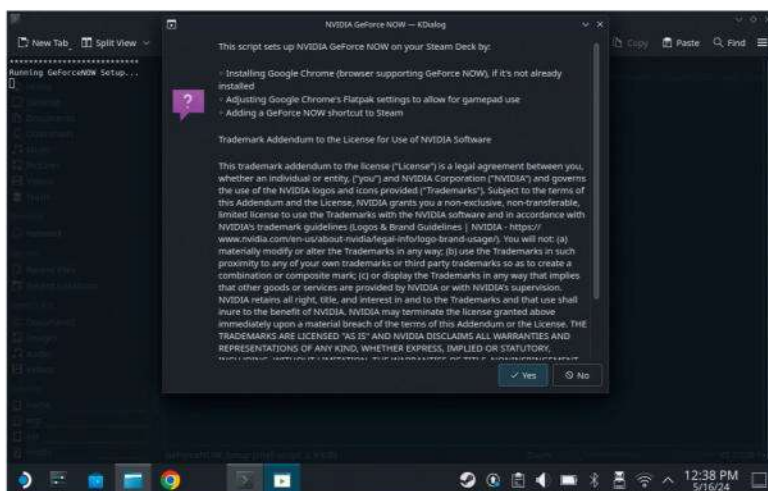 NVIDIA GeForce NOW — KDialog
New Tab
Split View
Copy
Paste
Find
****************************
Running GeForceNOW Setup...
This script sets up NVIDIA GeForce NOW on your Steam Deck by:
◦ Installing Google Chrome (browser supporting GeForce NOW), if it's not already
installed
◦ Adjusting Google Chrome's Flatpak settings to allow for gamepad use
◦ Adding a GeForce NOW shortcut to Steam
Trademark Addendum to the License for Use of NVIDIA Software
This trademark addendum to the license ("License") is a legal agreement between you,
whether an individual or entity, ("you") and NVIDIA Corporation ("NVIDIA") and governs
the use of the NVIDIA logos and icons provided ("Trademarks"). Subject to the terms of
this Addendum and the License, NVIDIA grants you a non-exclusive, non-transferable,
limited license to use the Trademarks with the NVIDIA software and in accordance with
NVIDIA's trademark guidelines (Logos & Brand Guidelines | NVIDIA - https://
www.nvidia.com/en-us/about-nvidia/legal-info/logo-brand-usage/). You will not: (a)
materially modify or alter the Trademarks in any way; (b) use the Trademarks in such
proximity to any of your own trademarks or third party trademarks so as to create a
combination or composite mark; (c) or display the Trademarks in any way that implies
that other goods or services are provided by NVIDIA or with NVIDIA's supervision.
NVIDIA retains all right, title, and interest in and to the Trademarks and that use shall
inure to the benefit of NVIDIA. NVIDIA may terminate the license granted above
immediately upon a material breach of the terms of this Addendum or the License. THE
TRADEMARKS ARE LICENSED "AS IS" AND NVIDIA DISCLAIMS ALL WARRANTIES AND
REPRESENTATIONS OF ANY KIND, WHETHER EXPRESS, IMPLIED OR STATUTORY,
INCLUDING, WITHOUT LIMITATION, THE WARRANTIES OF TITLE, NONINFRINGEMENT
Yes
No
12:38 PM
5/16/24